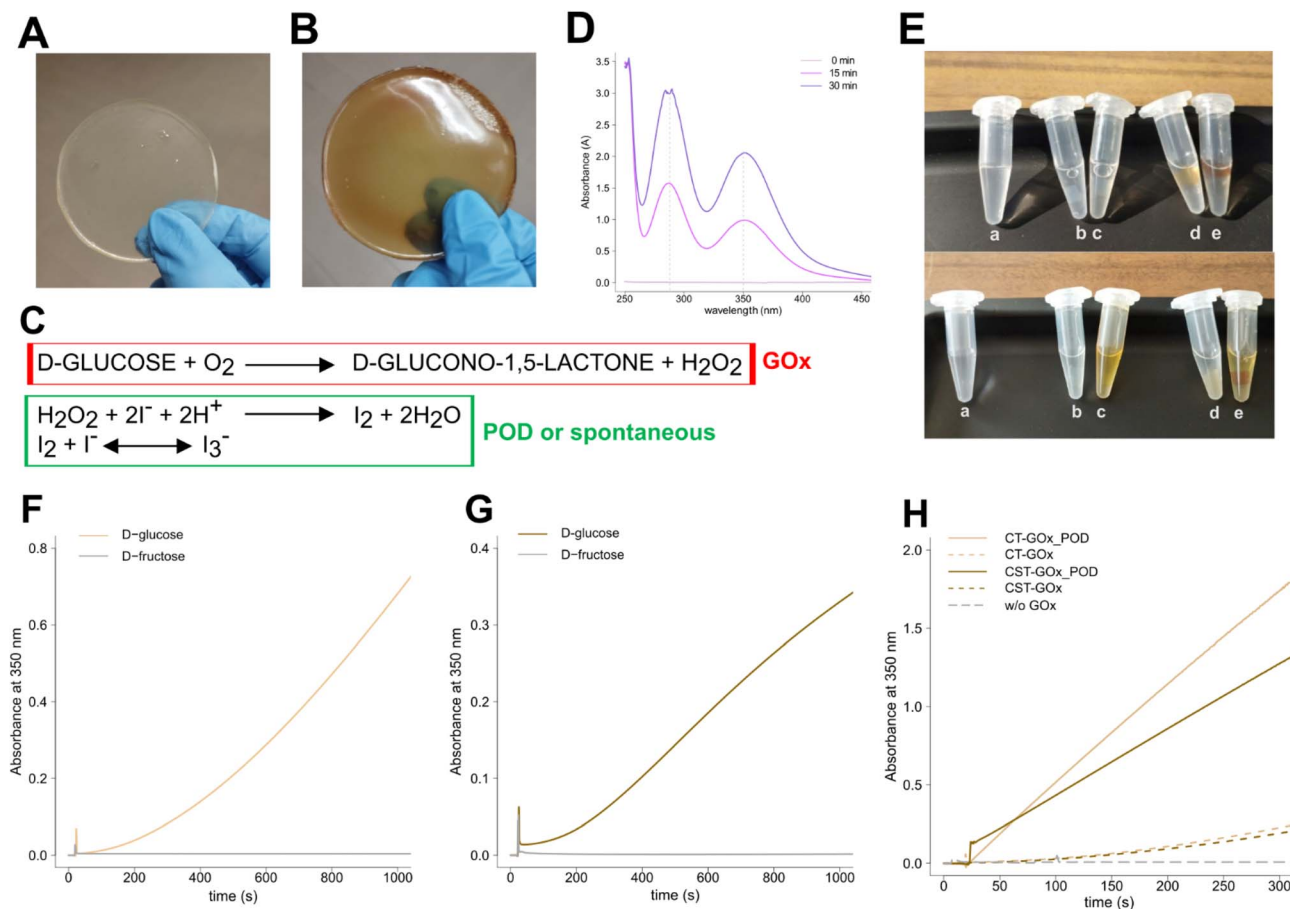 A
B
D
3.5
3.0
2.5
2.0
1.5
1.0
0.5
0.0
Absorbance (A)
250
300
350
400
450
wavelength (nm)
0 min
15 min
30 min
E
a
b
c
d
e
a
b
c
d
e
C
D-GLUCOSE + O2 D-GLUCONO-1,5-LACTONE + H2O2
GOx
H2O2 + 2I- + 2H+ I2 + 2H2O
I2 + I- I3-
POD or spontaneous
F
D-glucose
D-fructose
0.8
0.6
0.4
0.2
0.0
Absorbance at 350 nm
0
200
400
600
800
1000
time (s)
G
D-glucose
D-fructose
0.4
0.3
0.2
0.1
0.0
Absorbance at 350 nm
0
200
400
600
800
1000
time (s)
H
CT-GOx_POD
CT-GOx
CST-GOx_POD
CST-GOx
w/o GOx
2.0
1.5
1.0
0.5
0.0
Absorbance at 350 nm
0
50
100
150
200
250
300
time (s)